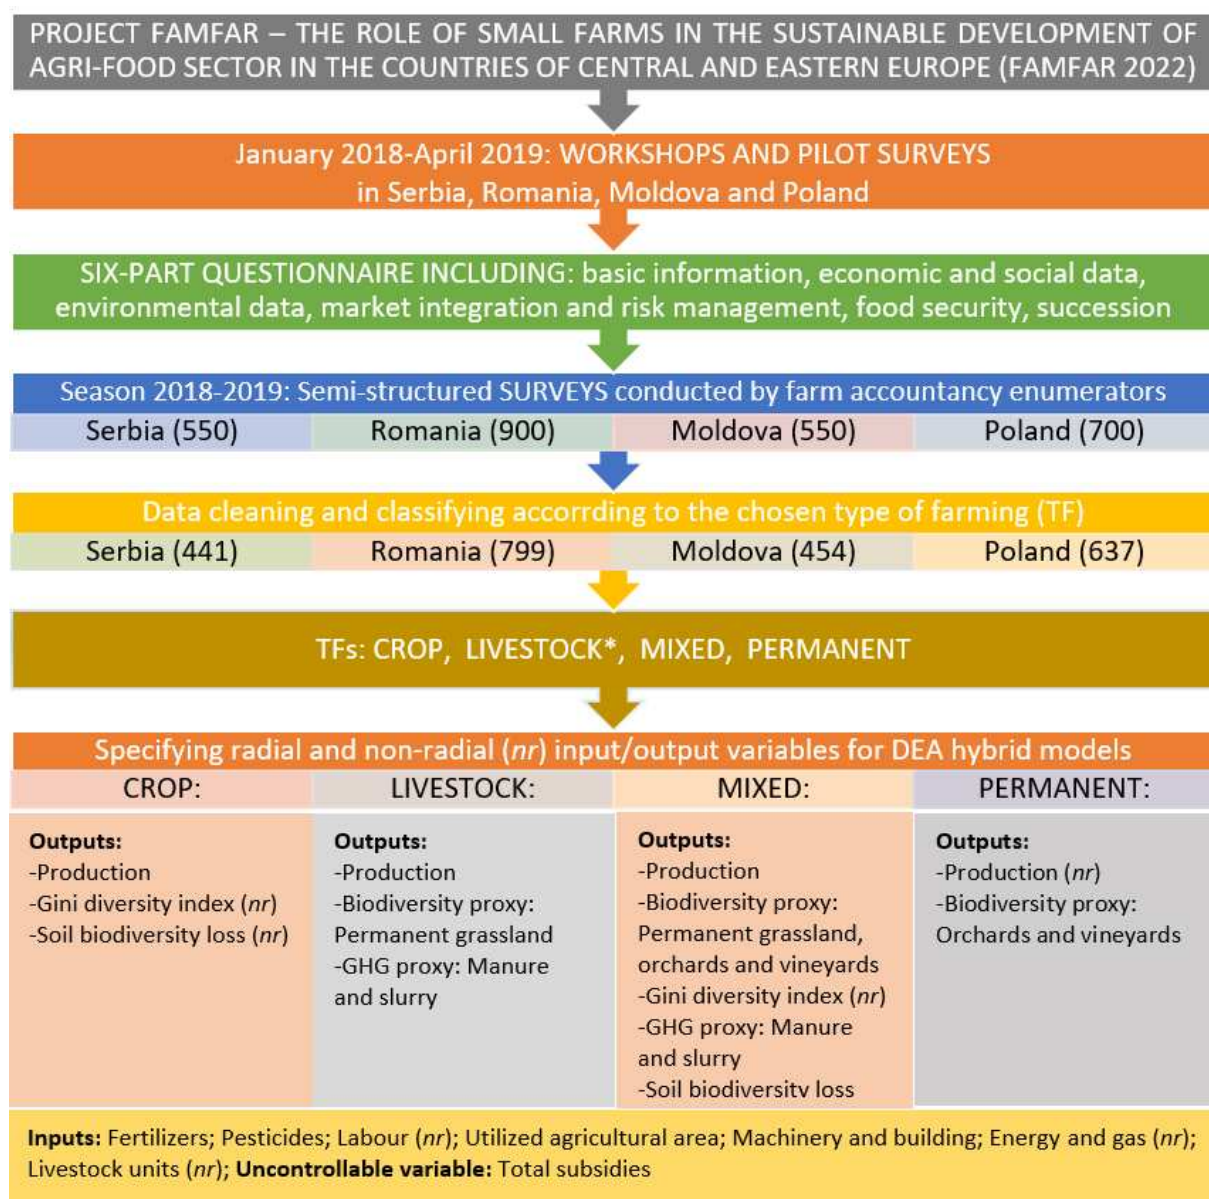 PROJECT FAMFAR – THE ROLE OF SMALL FARMS IN THE SUSTAINABLE DEVELOPMENT OF
AGRI-FOOD SECTOR IN THE COUNTRIES OF CENTRAL AND EASTERN EUROPE (FAMFAR 2022)
January 2018-April 2019: WORKSHOPS AND PILOT SURVEYS
in Serbia, Romania, Moldova and Poland
SIX-PART QUESTIONNAIRE INCLUDING: basic information, economic and social data,
environmental data, market integration and risk management, food security, succession
Season 2018-2019: Semi-structured SURVEYS conducted by farm accountancy enumerators
Serbia (550) Romania (900) Moldova (550) Poland (700)
Data cleaning and classifying accorrding to the chosen type of farming (TF)
Serbia (441) Romania (799) Moldova (454) Poland (637)
TFs: CROP, LIVESTOCK*, MIXED, PERMANENT
Specifying radial and non-radial (nr) input/output variables for DEA hybrid models
CROP: LIVESTOCK: MIXED: PERMANENT:
Outputs:
-Production
-Gini diversity index (nr)
-Soil biodiversity loss (nr)
Outputs:
-Production
-Biodiversity proxy:
Permanent grassland
-GHG proxy: Manure
and slurry
Outputs:
-Production
-Biodiversity proxy:
Permanent grassland,
orchards and vineyards
-Gini diversity index (nr)
-GHG proxy: Manure
and slurry
-Soil biodiversity loss
Outputs:
-Production (nr)
-Biodiversity proxy:
Orchards and vineyards
Inputs: Fertilizers; Pesticides; Labour (nr); Utilized agricultural area; Machinery and building; Energy and gas (nr);
Livestock units (nr); Uncontrollable variable: Total subsidies